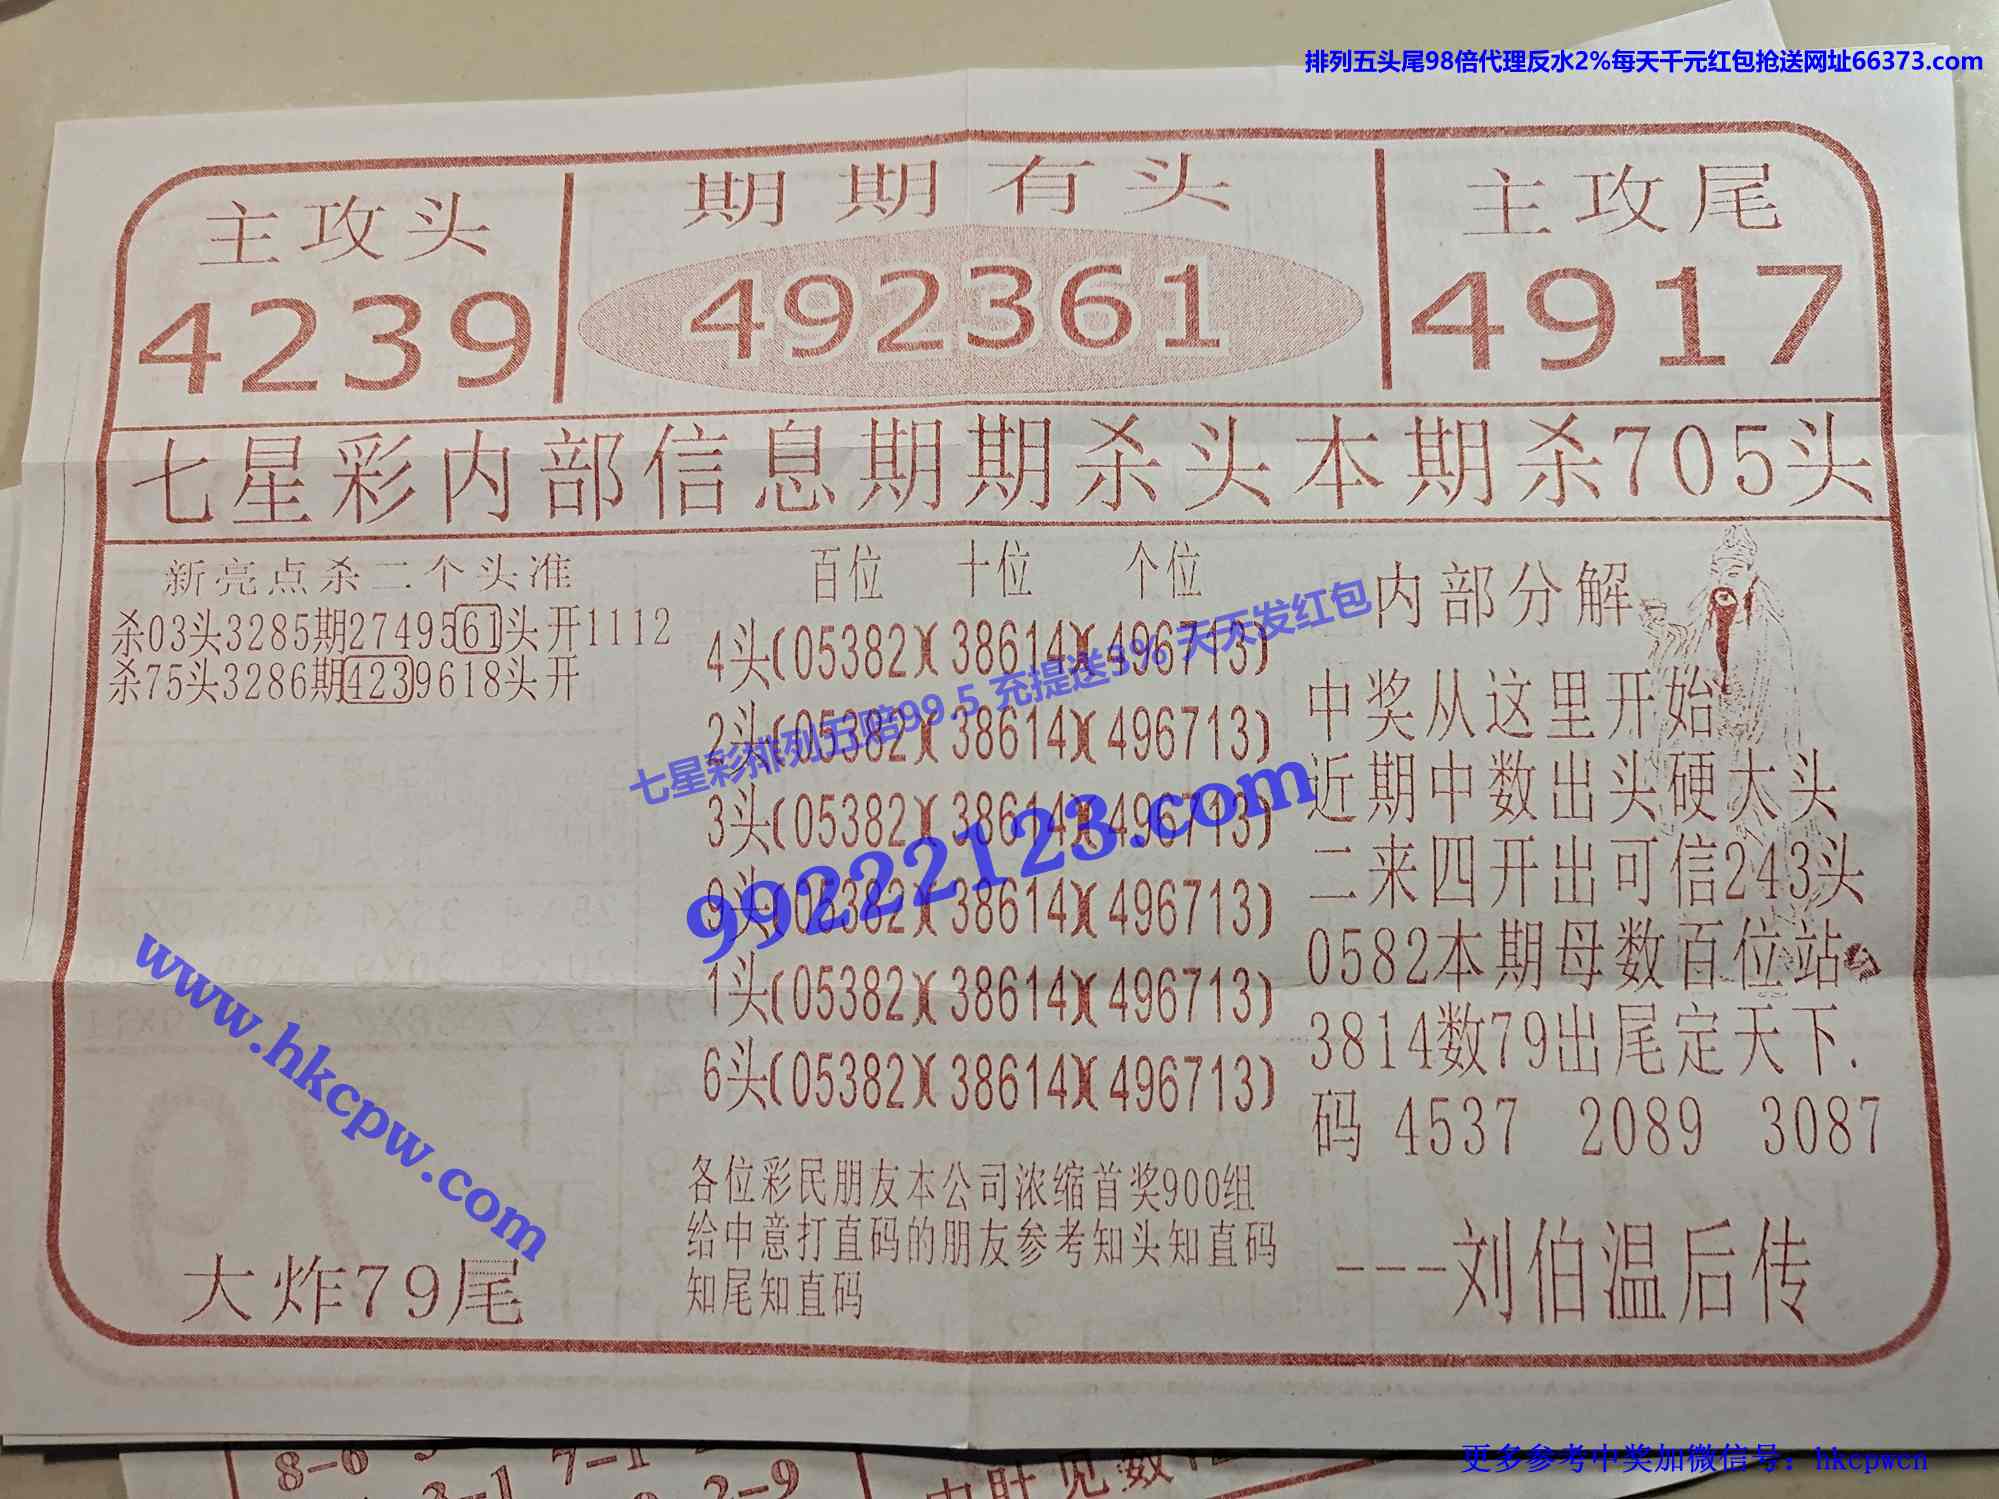 排列五头尾98倍代理反水2%每天千元红包抢送网址66373.com
主攻头
4239
期期有头
492361
主攻尾
4917
七星彩内部信息期期杀头本期杀705头
新亮点杀二个头准
杀03头3285期2749561头开1112
杀75头3286期4239618头开
大炸79尾
百位 十位 个位
4头(05382)(38614)(496713)
2头(05382)(38614)(496713)
3头(05382)(38614)(496713)
9头(05382)(38614)(496713)
1头(05382)(38614)(496713)
6头(05382)(38614)(496713)
各位彩民朋友本公司浓缩首奖900组
给中意打直码的朋友参考知头知直码
知尾知直码
内部分解
中奖从这里开始
近期中数出头硬大头
二来四开出可信243头
0582本期母数百位站
3814数79出尾定天下.
码 4537 2089 3087
----刘伯温后传
七星彩排列五赔99.5 充提送3% 天天发红包
99222123.com
www.hkcpw.com
8-6
7-1
3-1
2-9
更多参考中奖加微信号：hkcpwcn